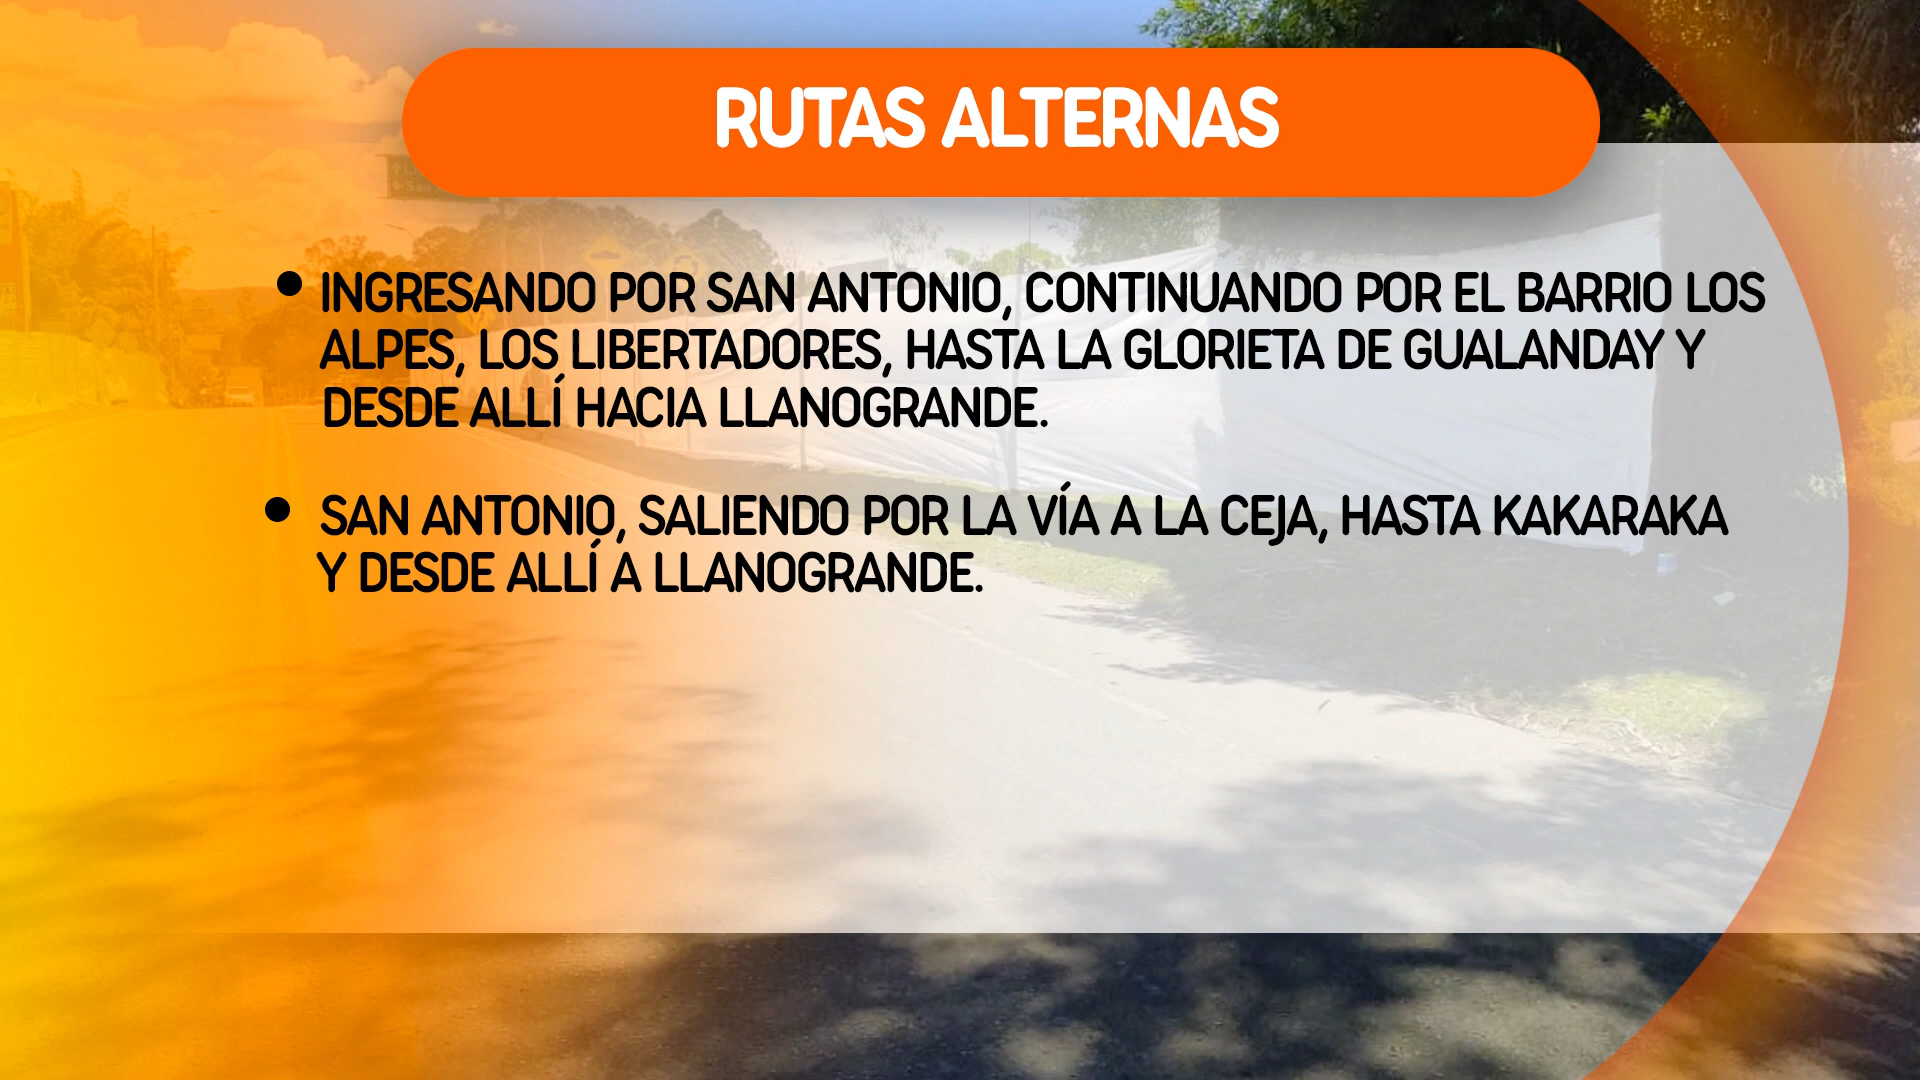 RUTAS ALTERNAS
• INGRESANDO POR SAN ANTONIO, CONTINUANDO POR EL BARRIO LOS
ALPES, LOS LIBERTADORES, HASTA LA GLORIETA DE GUALANDAY Y
DESDE ALLÍ HACIA LLANOGRANDE.
• SAN ANTONIO, SALIENDO POR LA VÍA A LA CEJA, HASTA KAKARAKA
Y DESDE ALLÍ A LLANOGRANDE.